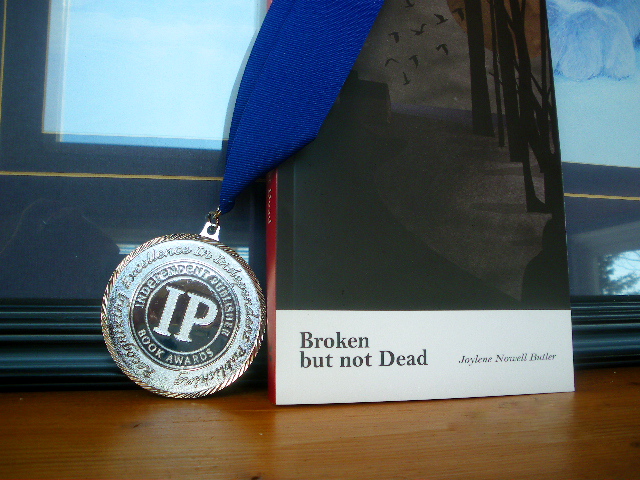 Independent Publisher
IP
BOOK AWARDS
Broken
but not Dead
Joylene Nowell Butler